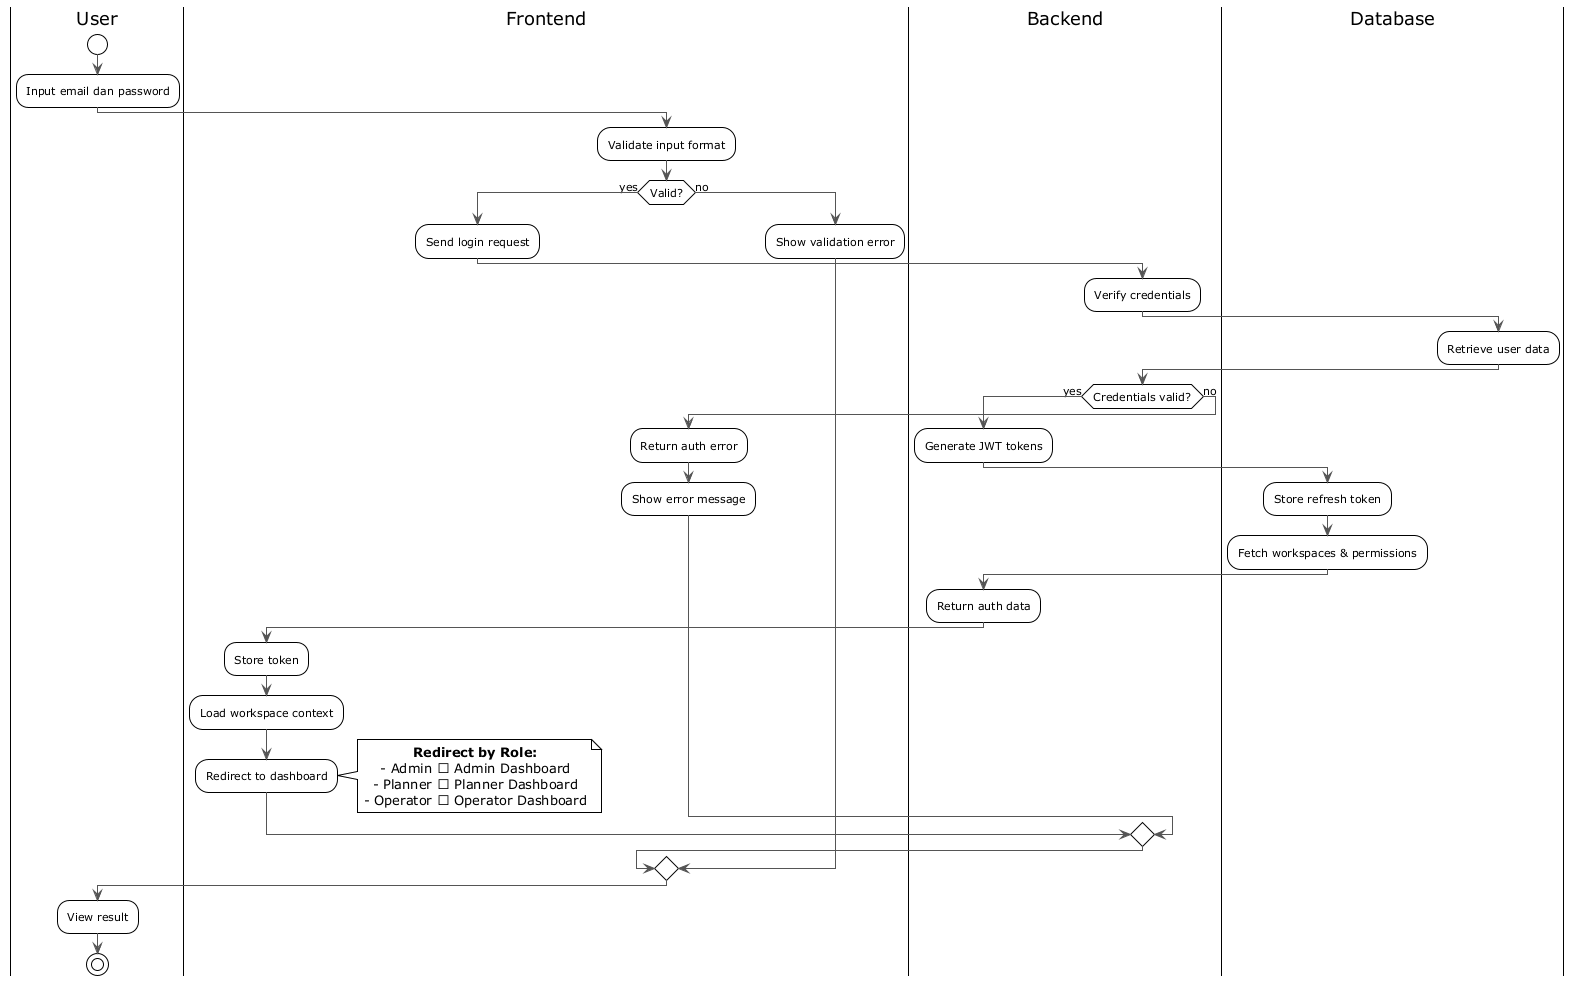 User
Frontend
Backend
Database
Input email dan password
Validate input format
yes
Valid?
no
Send login request
Show validation error
Verify credentials
Retrieve user data
yes
Credentials valid?
no
Return auth error
Generate JWT tokens
Show error message
Store refresh token
Fetch workspaces & permissions
Return auth data
Store token
Load workspace context
Redirect to dashboard
Redirect by Role:
- Admin □ Admin Dashboard
- Planner □ Planner Dashboard
- Operator □ Operator Dashboard
View result